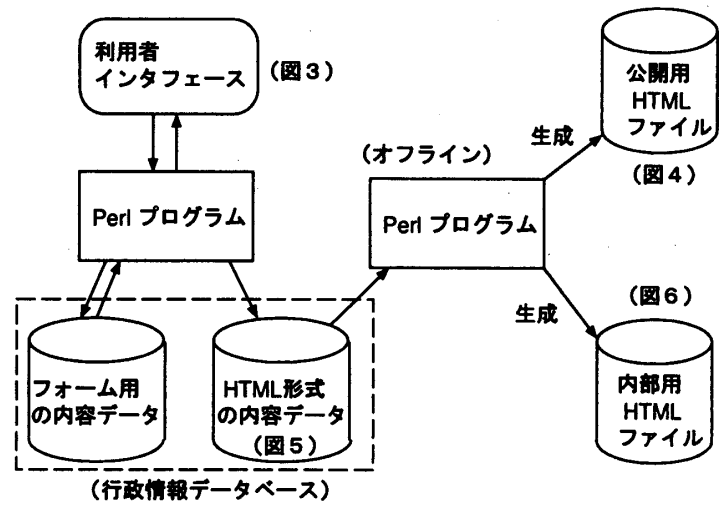 利用者
インタフェース
(図3)
Perl プログラム
フォーム用
の内容データ
HTML形式
の内容データ
(図5)
(行政情報データベース)
(オフライン)
Perl プログラム
生成
公開用
HTML
ファイル
(図4)
生成
(図6)
内部用
HTML
ファイル